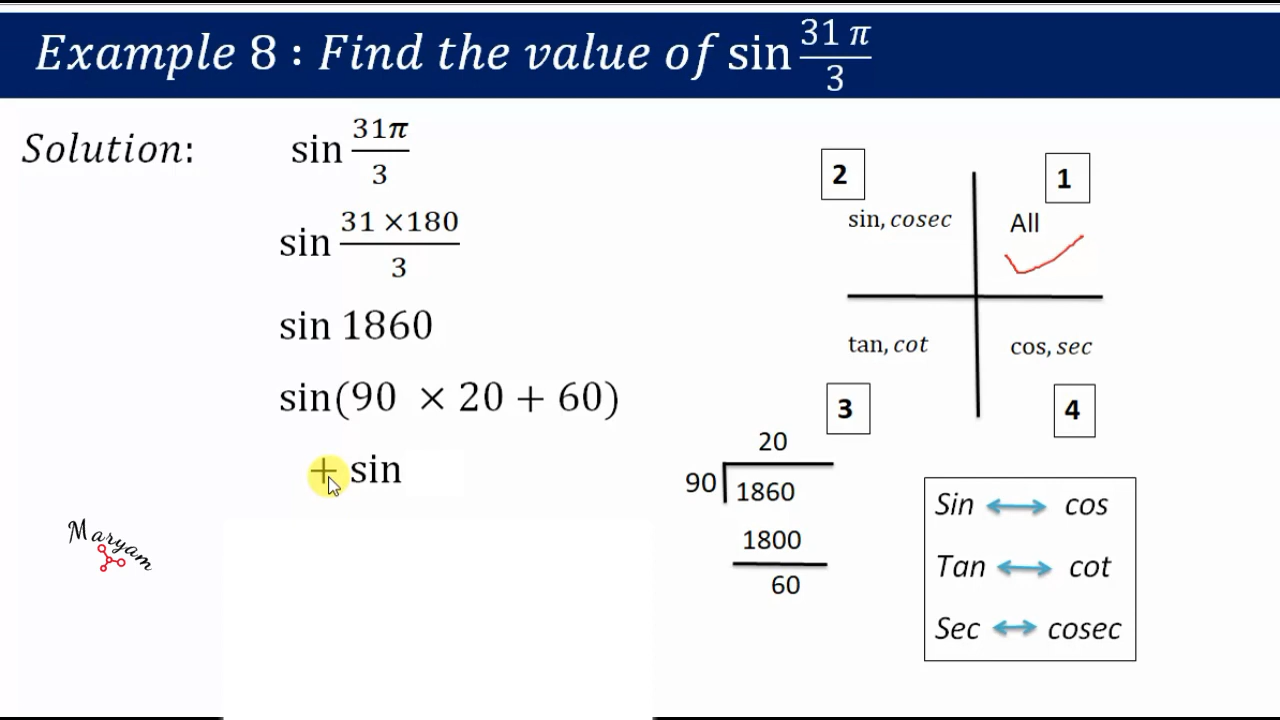 Example 8 : Find the value of sin 31 π / 3
Solution: sin 31π / 3
sin 31 ×180 / 3
sin 1860
sin(90 × 20 + 60)
+ sin
Maryam
2
1
sin, cosec
All
tan, cot
cos, sec
3
4
20
90 1860
1800
60
Sin ↔ cos
Tan ↔ cot
Sec ↔ cosec